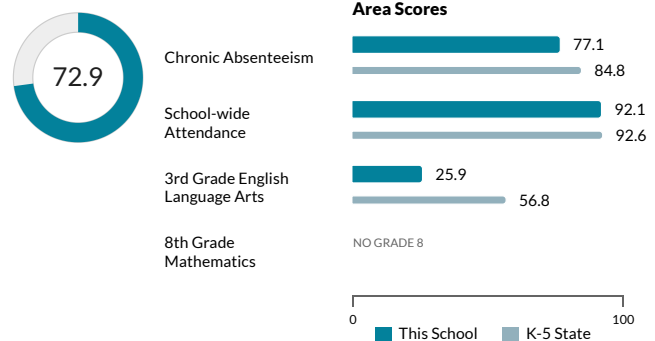 Area Scores
72.9
Chronic Absenteeism
77.1
84.8
School-wide
Attendance
92.1
92.6
3rd Grade English
Language Arts
25.9
56.8
8th Grade
Mathematics
NO GRADE 8
0
100
This School
K-5 State